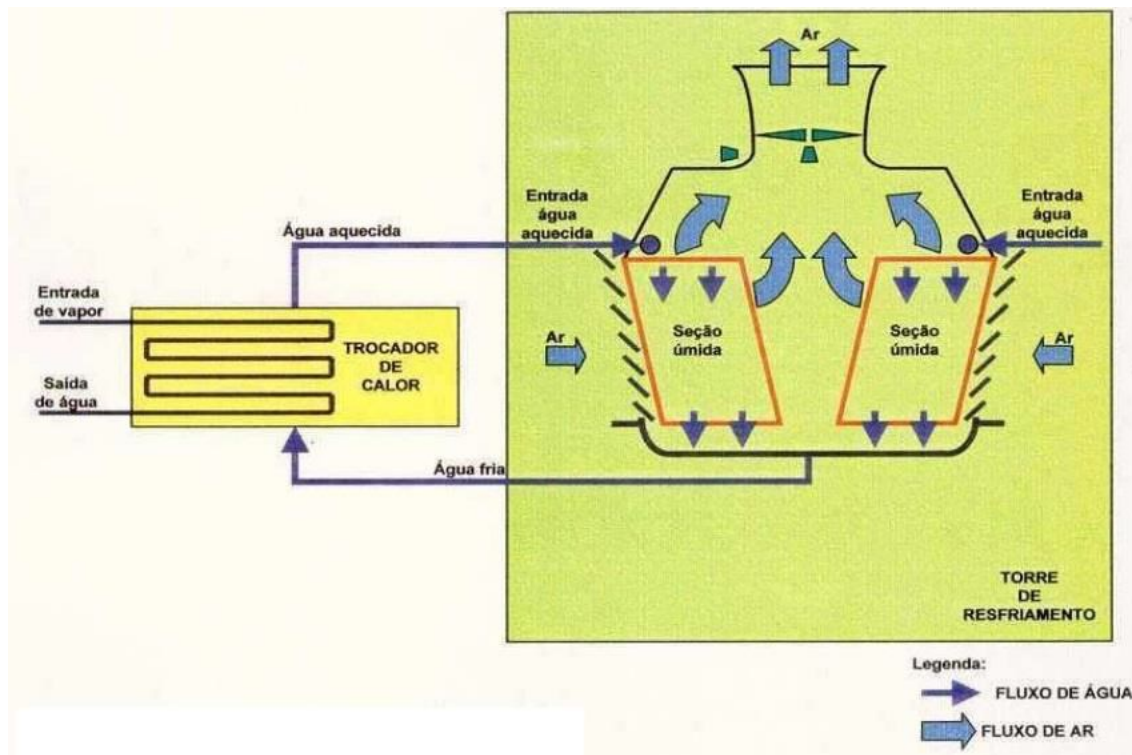 Ar
Entrada
água
aquecida
Entrada
água
aquecida
Água aquecida
Entrada
de vapor
TROCADOR
DE
CALOR
Saída
de água
Ar
Seção
úmida
Seção
úmida
Ar
Água fria
TORRE
DE
RESFRIAMENTO
Legenda:
FLUXO DE ÁGUA
FLUXO DE AR